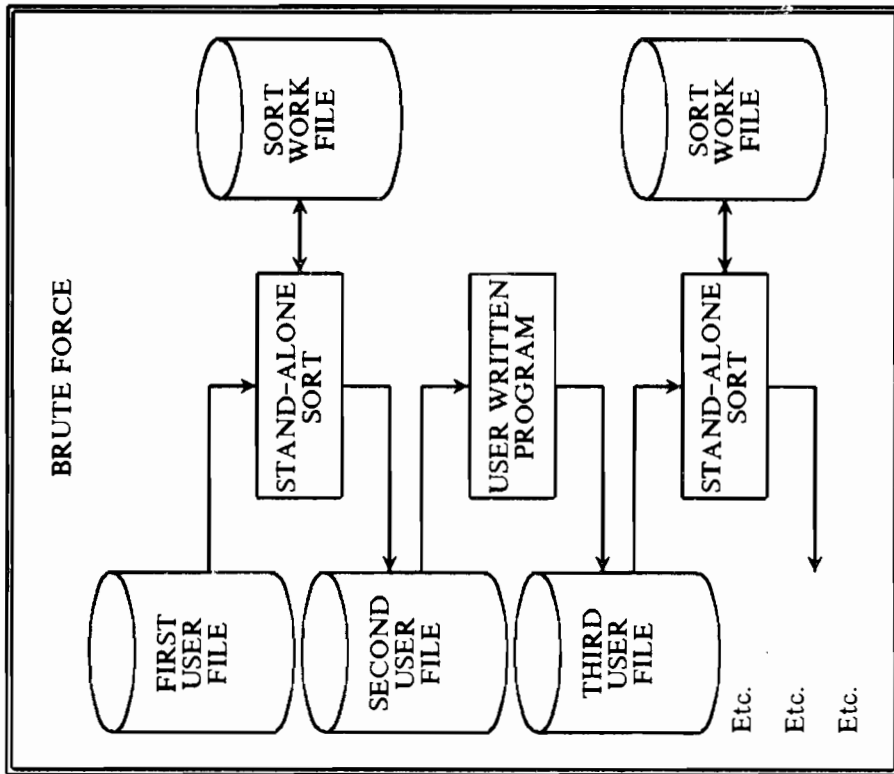 BRUTE FORCE
FIRST
USER
FILE
STAND-ALONE
SORT
SORT
WORK
FILE
SECOND
USER
FILE
USER WRITTEN
PROGRAM
THIRD
USER
FILE
STAND-ALONE
SORT
SORT
WORK
FILE
Etc.
Etc.
Etc.